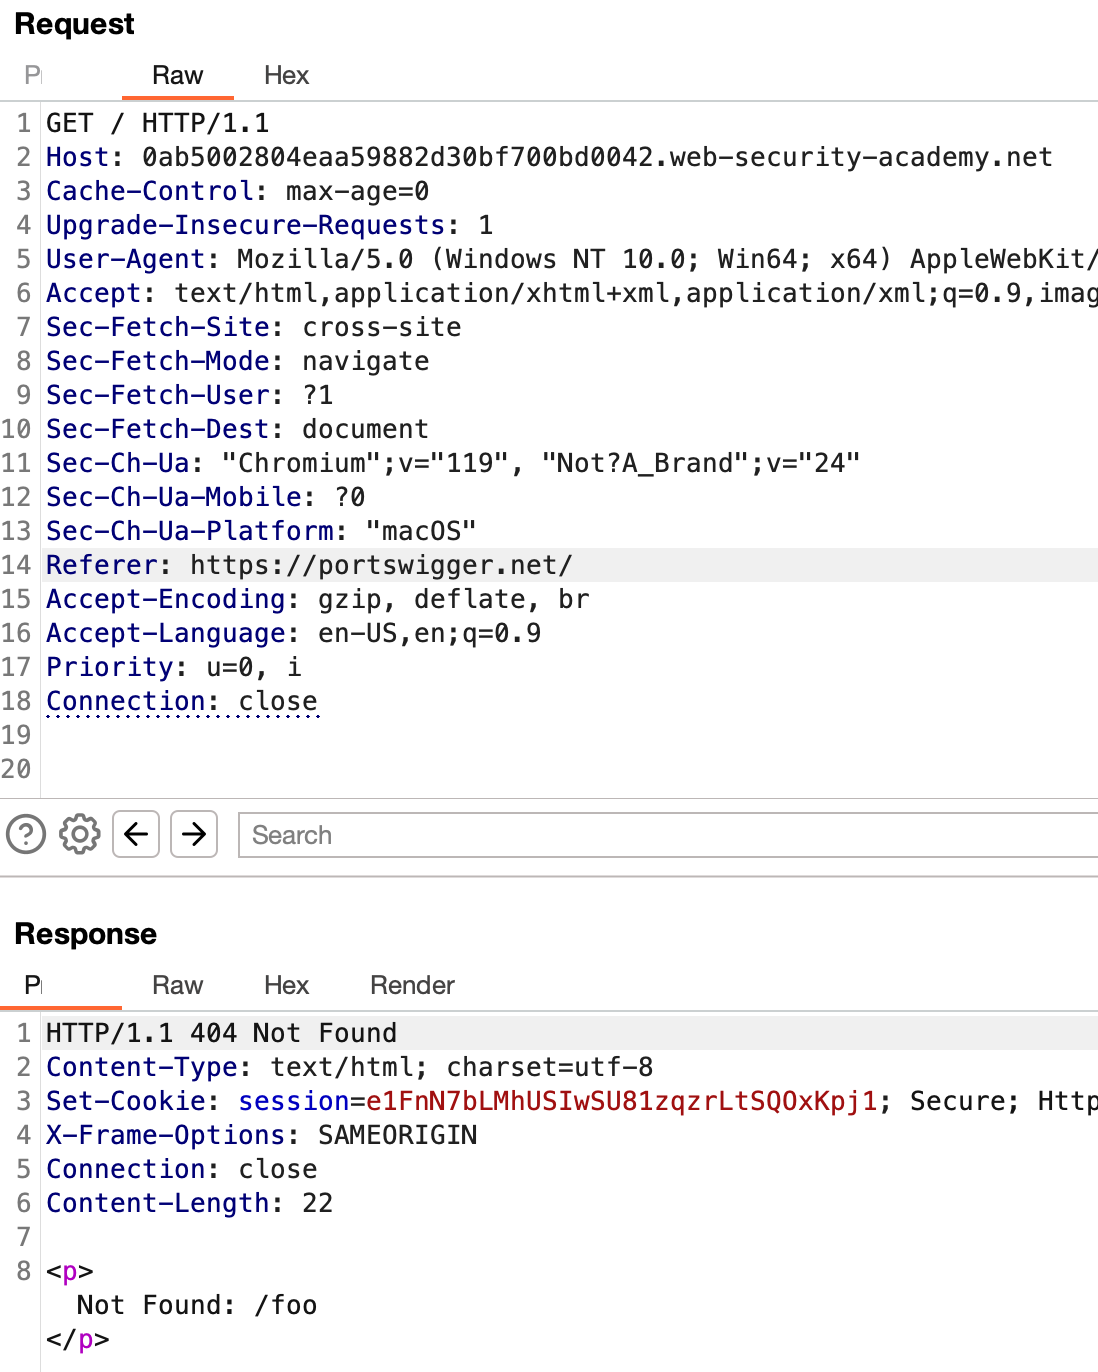 Request
Raw Hex
1 GET / HTTP/1.1
2 Host: 0ab5002804eaa59882d30bf700bd0042.web-security-academy.net
3 Cache-Control: max-age=0
4 Upgrade-Insecure-Requests: 1
5 User-Agent: Mozilla/5.0 (Windows NT 10.0; Win64; x64) AppleWebKit/
6 Accept: text/html,application/xhtml+xml,application/xml;q=0.9,imag
7 Sec-Fetch-Site: cross-site
8 Sec-Fetch-Mode: navigate
9 Sec-Fetch-User: ?1
10 Sec-Fetch-Dest: document
11 Sec-Ch-Ua: "Chromium";v="119", "Not?A_Brand";v="24"
12 Sec-Ch-Ua-Mobile: ?0
13 Sec-Ch-Ua-Platform: "macOS"
14 Referer: https://portswigger.net/
15 Accept-Encoding: gzip, deflate, br
16 Accept-Language: en-US,en;q=0.9
17 Priority: u=0, i
18 Connection: close
19
20
? Search
Response
Raw Hex Render
1 HTTP/1.1 404 Not Found
2 Content-Type: text/html; charset=utf-8
3 Set-Cookie: session=e1FnN7bLMhUSIwSU81zqzrLtSQOxKpj1; Secure; Http
4 X-Frame-Options: SAMEORIGIN
5 Connection: close
6 Content-Length: 22
7
8 <p>
Not Found: /foo
</p>